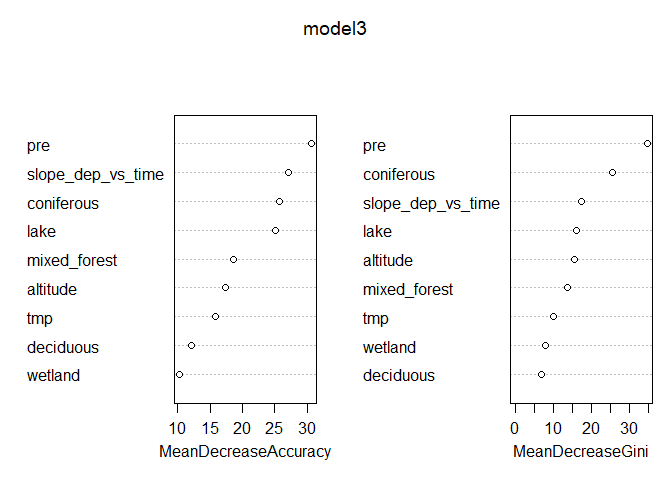 model3
pre
slope_dep_vs_time
coniferous
lake
mixed_forest
altitude
tmp
deciduous
wetland
10 15 20 25 30
MeanDecreaseAccuracy
pre
coniferous
slope_dep_vs_time
lake
altitude
mixed_forest
tmp
wetland
deciduous
0 10 20 30
MeanDecreaseGini